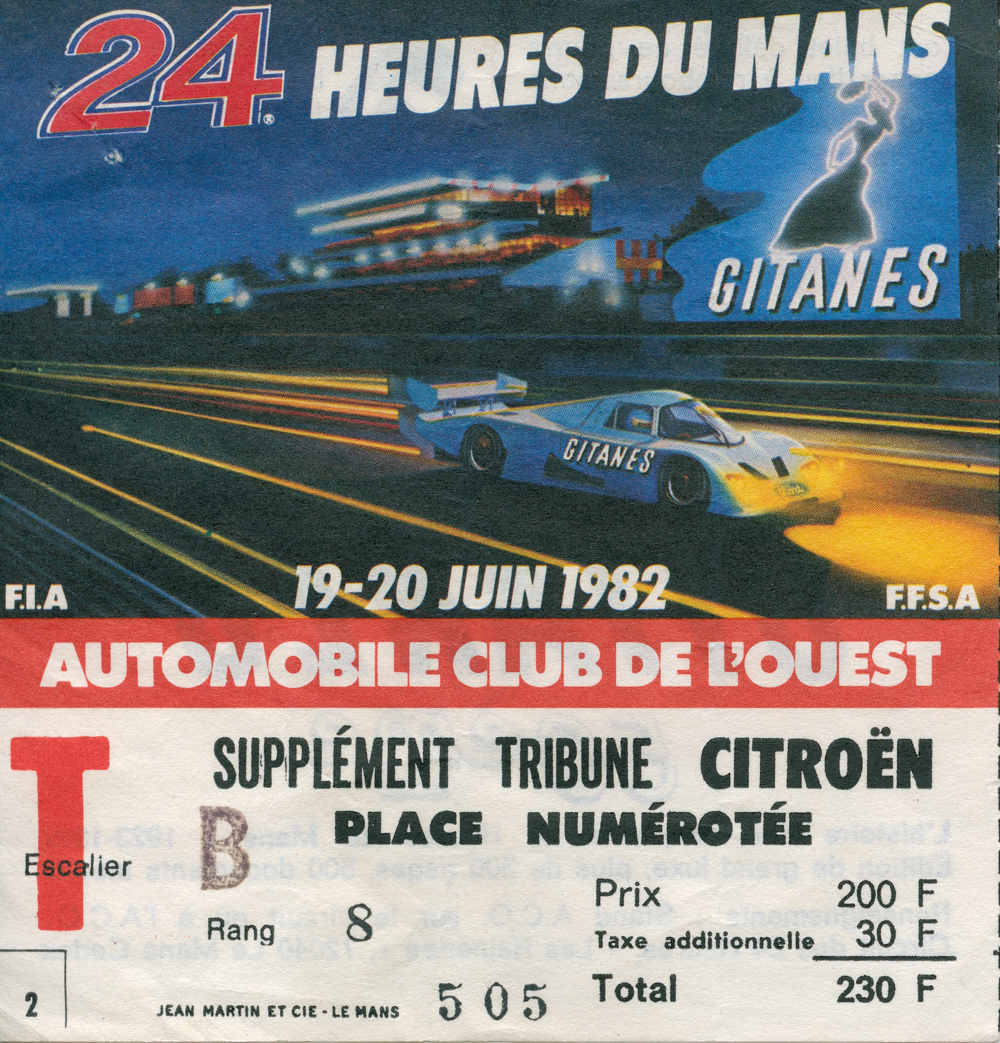 24® HEURES DU MANS
GITANES
GITANES
19-20 JUIN 1982
F.I.A
F.F.S.A
AUTOMOBILE CLUB DE L'OUEST
T
SUPPLÉMENT TRIBUNE CITROËN
B PLACE NUMÉROTÉE
Escalier
Prix 200 F
Rang 8
Taxe additionnelle 30 F
Total 230 F
2
JEAN MARTIN ET CIE - LE MANS
505